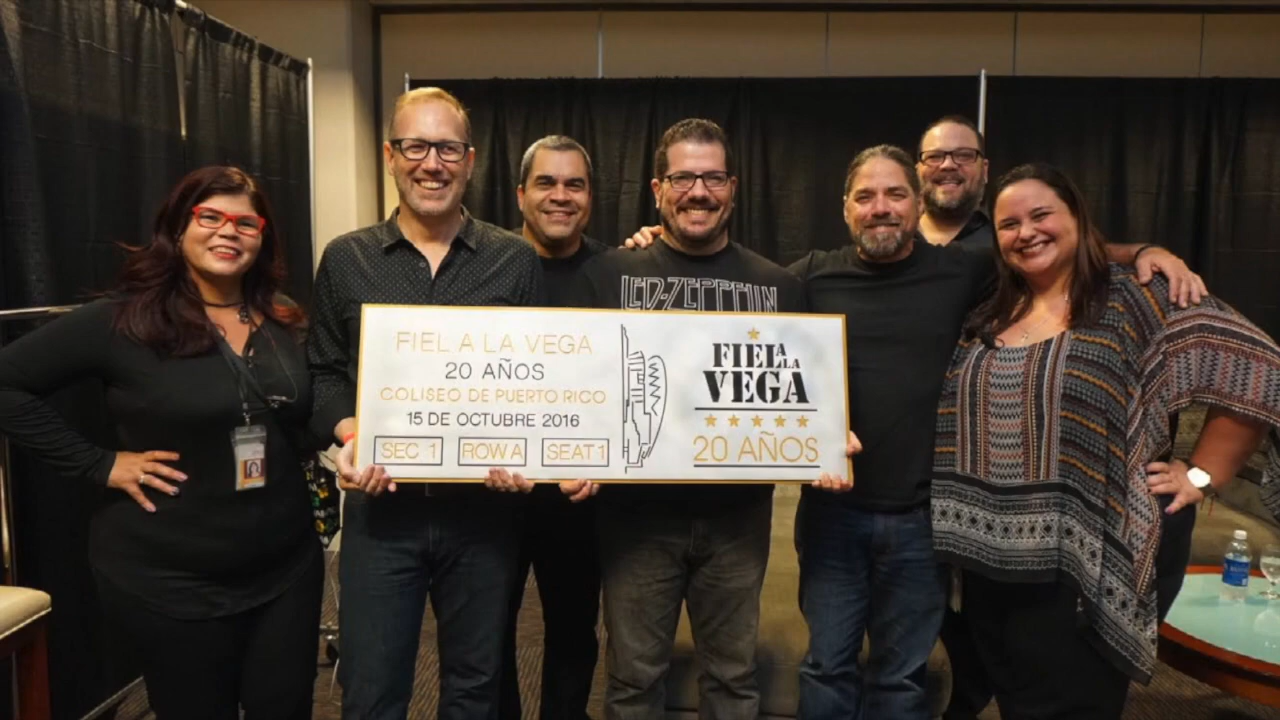 LED-ZEPPELIN
FIEL A LA VEGA
20 AÑOS
COLISEO DE PUERTO RICO
15 DE OCTUBRE 2016
SEC 1 ROW A SEAT 1
FIEL A LA
VEGA
20 AÑOS